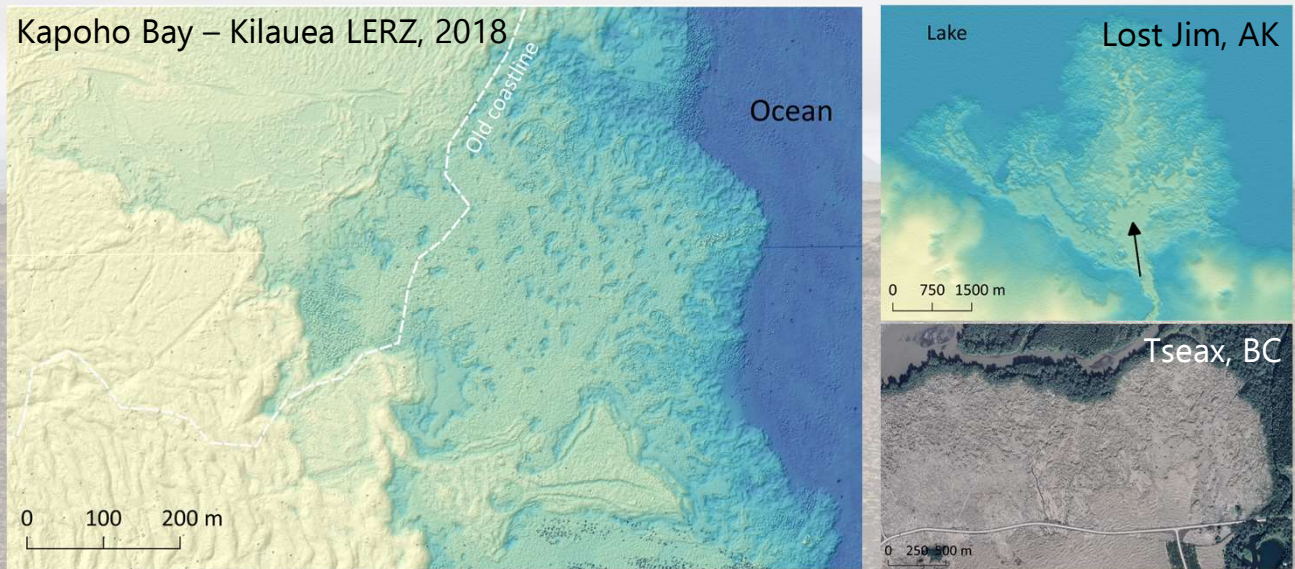 Kapoho Bay – Kilauea LERZ, 2018
Old coastline
Ocean
0 100 200 m
Lake
Lost Jim, AK
0 750 1500 m
Tseax, BC
0 250 500 m